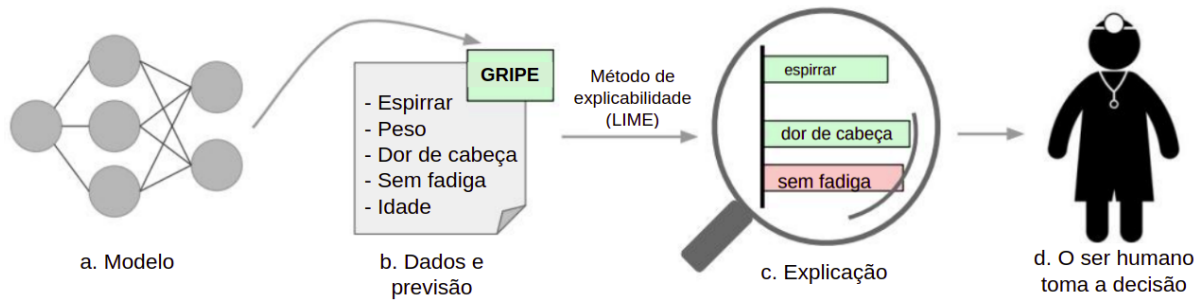 GRIPE
- Espirrar
- Peso
- Dor de cabeça
- Sem fadiga
- Idade
Método de
explicabilidade
(LIME)
espirrar
dor de cabeça
sem fadiga
a. Modelo
b. Dados e
previsão
c. Explicação
d. O ser humano
toma a decisão